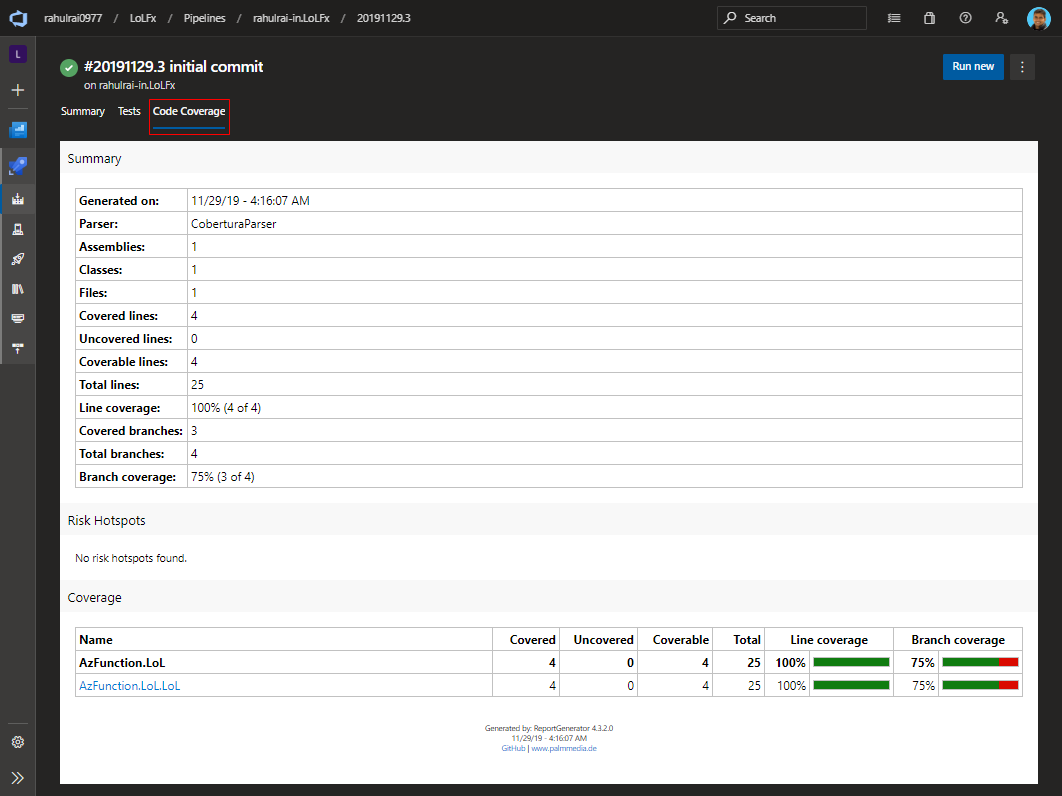 rahulrai0977 / LoLFx / Pipelines / rahulrai-in.LoLFx / 20191129.3 Search
L
#20191129.3 initial commit
Run new
on rahulrai-in.LoLFx
Summary Tests Code Coverage
Summary
Generated on: 11/29/19 - 4:16:07 AM
Parser: CoberturaParser
Assemblies: 1
Classes: 1
Files: 1
Covered lines: 4
Uncovered lines: 0
Coverable lines: 4
Total lines: 25
Line coverage: 100% (4 of 4)
Covered branches: 3
Total branches: 4
Branch coverage: 75% (3 of 4)
Risk Hotspots
No risk hotspots found.
Coverage
Name Covered Uncovered Coverable Total Line coverage Branch coverage
AzFunction.LoL 4 0 4 25 100% 75%
AzFunction.LoL.LoL 4 0 4 25 100% 75%
Generated by: ReportGenerator 4.3.2.0
11/29/19 - 4:16:07 AM
GitHub | www.palmmedia.de